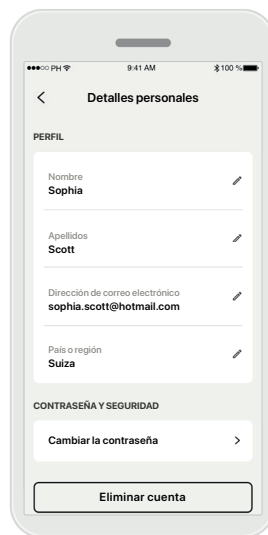 ●●●○○ PH 9:41 AM 100 %
Detalles personales
PERFIL
Nombre
Sophia
Apellidos
Scott
Dirección de correo electrónico
sophia.scott@hotmail.com
País o región
Suiza
CONTRASEÑA Y SEGURIDAD
Cambiar la contraseña
Eliminar cuenta